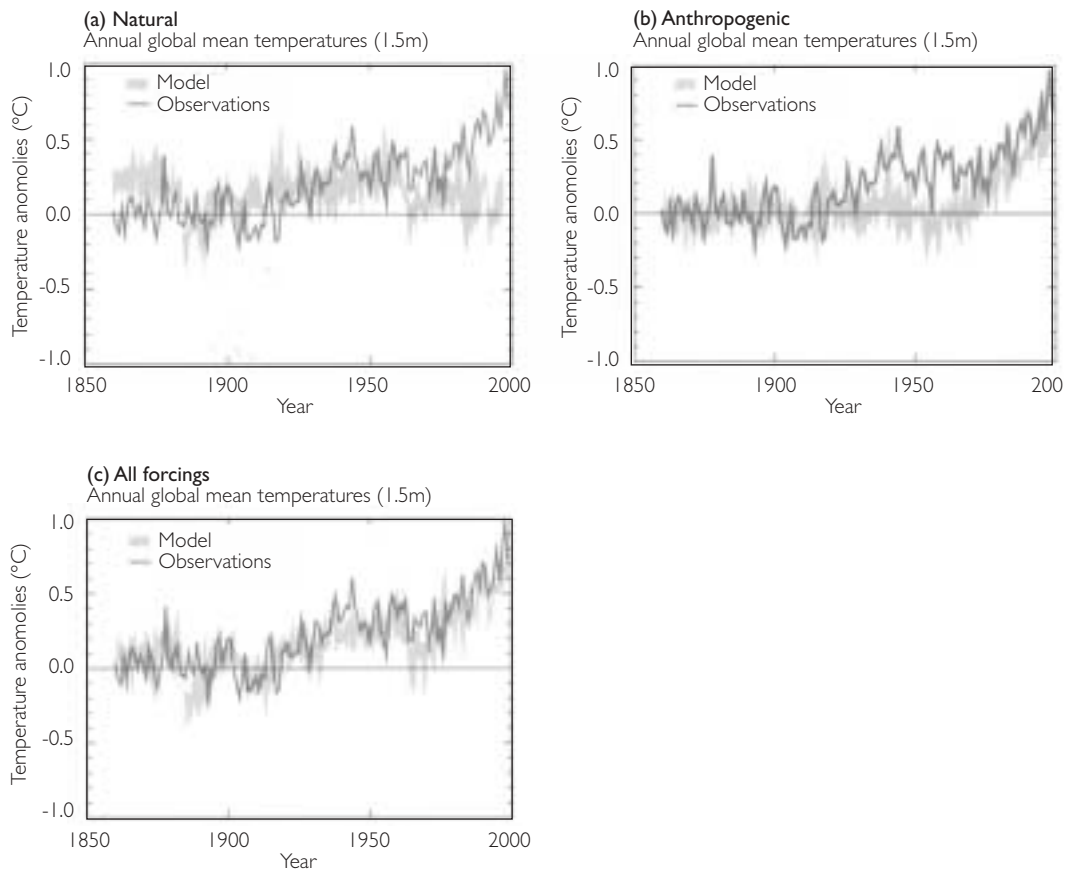 (a) Natural
Annual global mean temperatures (1.5m)
1.0
Model
Observations
0.5
0.0
-0.5
-1.0
Temperature anomolies (°C)
1850
1900
1950
2000
Year
(b) Anthropogenic
Annual global mean temperatures (1.5m)
1.0
Model
Observations
0.5
0.0
-0.5
-1.0
Temperature anomolies (°C)
1850
1900
1950
200
Year
(c) All forcings
Annual global mean temperatures (1.5m)
1.0
Model
Observations
0.5
0.0
-0.5
-1.0
Temperature anomolies (°C)
1850
1900
1950
2000
Year